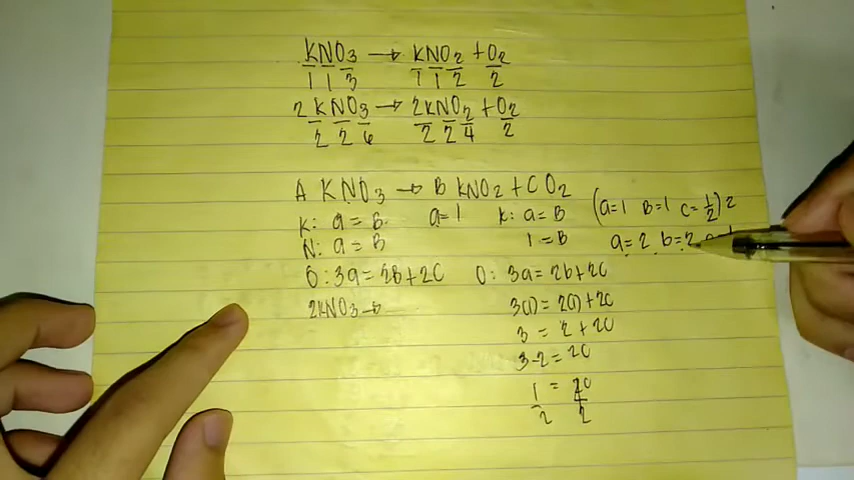 KNO3 → KNO2 + O2
1 1 3 1 1 2 2
2 KNO3 → 2KNO2 + O2
2 2 6 2 2 4 2
A KNO3 → B KNO2 + C O2
K: a = B a=1 K: a = B (a=1 B=1 C=1/2) 2
N: a = B 1 = B a=2 b=2
O: 3a = 2B + 2C O: 3a = 2b + 2C
2KNO3 → 3(1) = 2(1) + 2C
3 = 2 + 2C
3-2 = 2C
1 = 2C
2 2